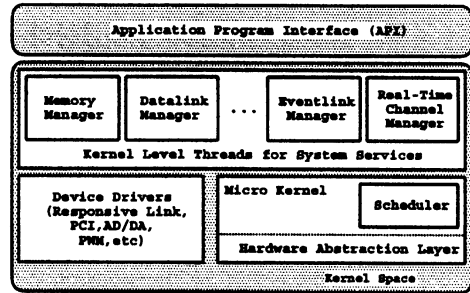 Application Program Interface (API)
Memory
Manager
Datalink
Manager
...
Eventlink
Manager
Real-Time
Channel
Manager
Kernel Level Threads for System Services
Device Drivers
(Responsive Link,
PCI,AD/DA,
PWM,etc)
Micro Kernel
Scheduler
Hardware Abstraction Layer
Kernel Space